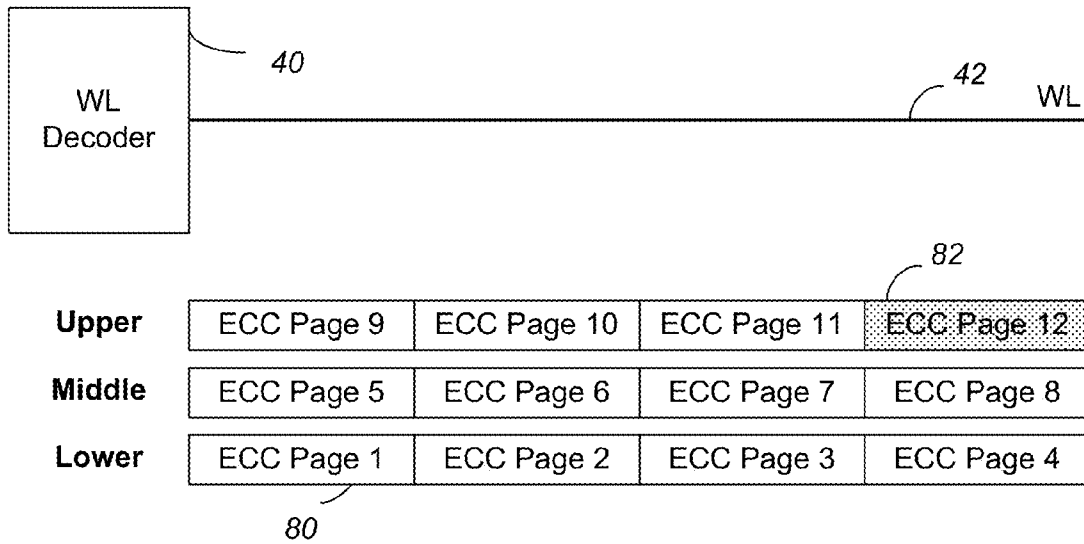 40
WL
Decoder
42
WL
82
Upper ECC Page 9 ECC Page 10 ECC Page 11 ECC Page 12
Middle ECC Page 5 ECC Page 6 ECC Page 7 ECC Page 8
Lower ECC Page 1 ECC Page 2 ECC Page 3 ECC Page 4
80